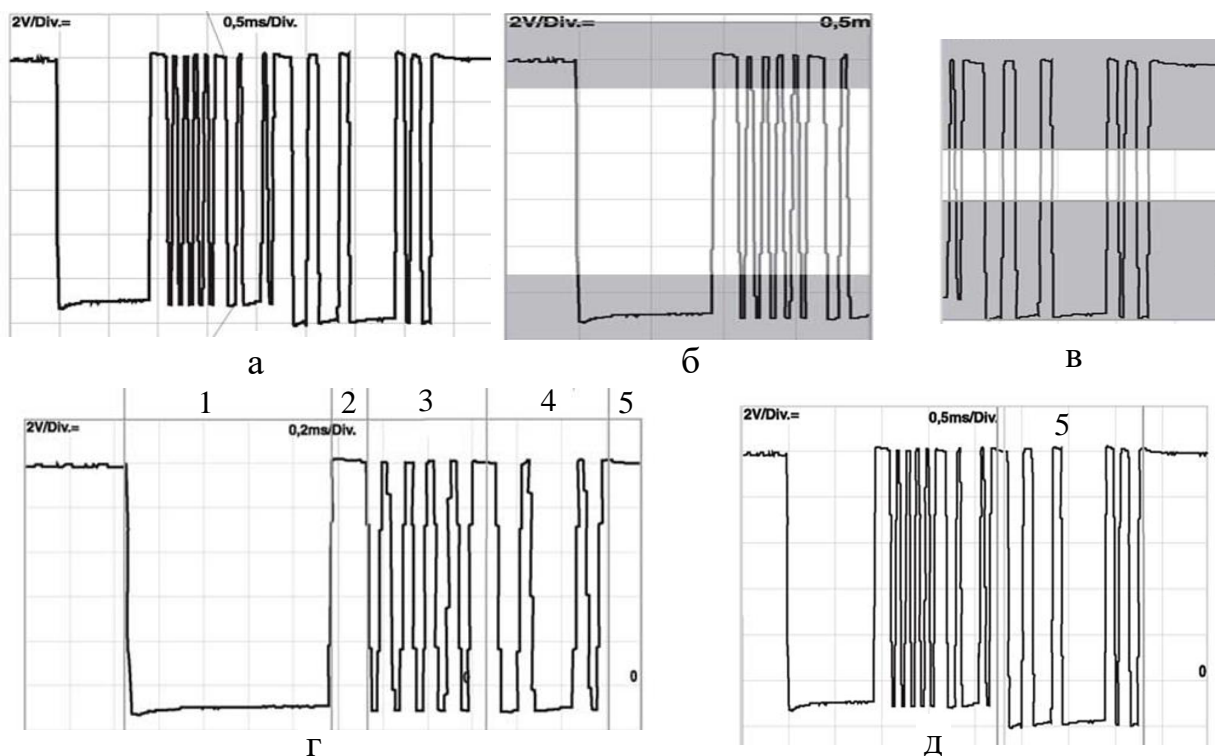 2V/Div.=
0,5ms/Div.
а
2V/Div.=
0,5m
б
в
1
2
3
4
5
2V/Div.=
0,2ms/Div.
0
г
2V/Div.=
0,5ms/Div.
5
0
д